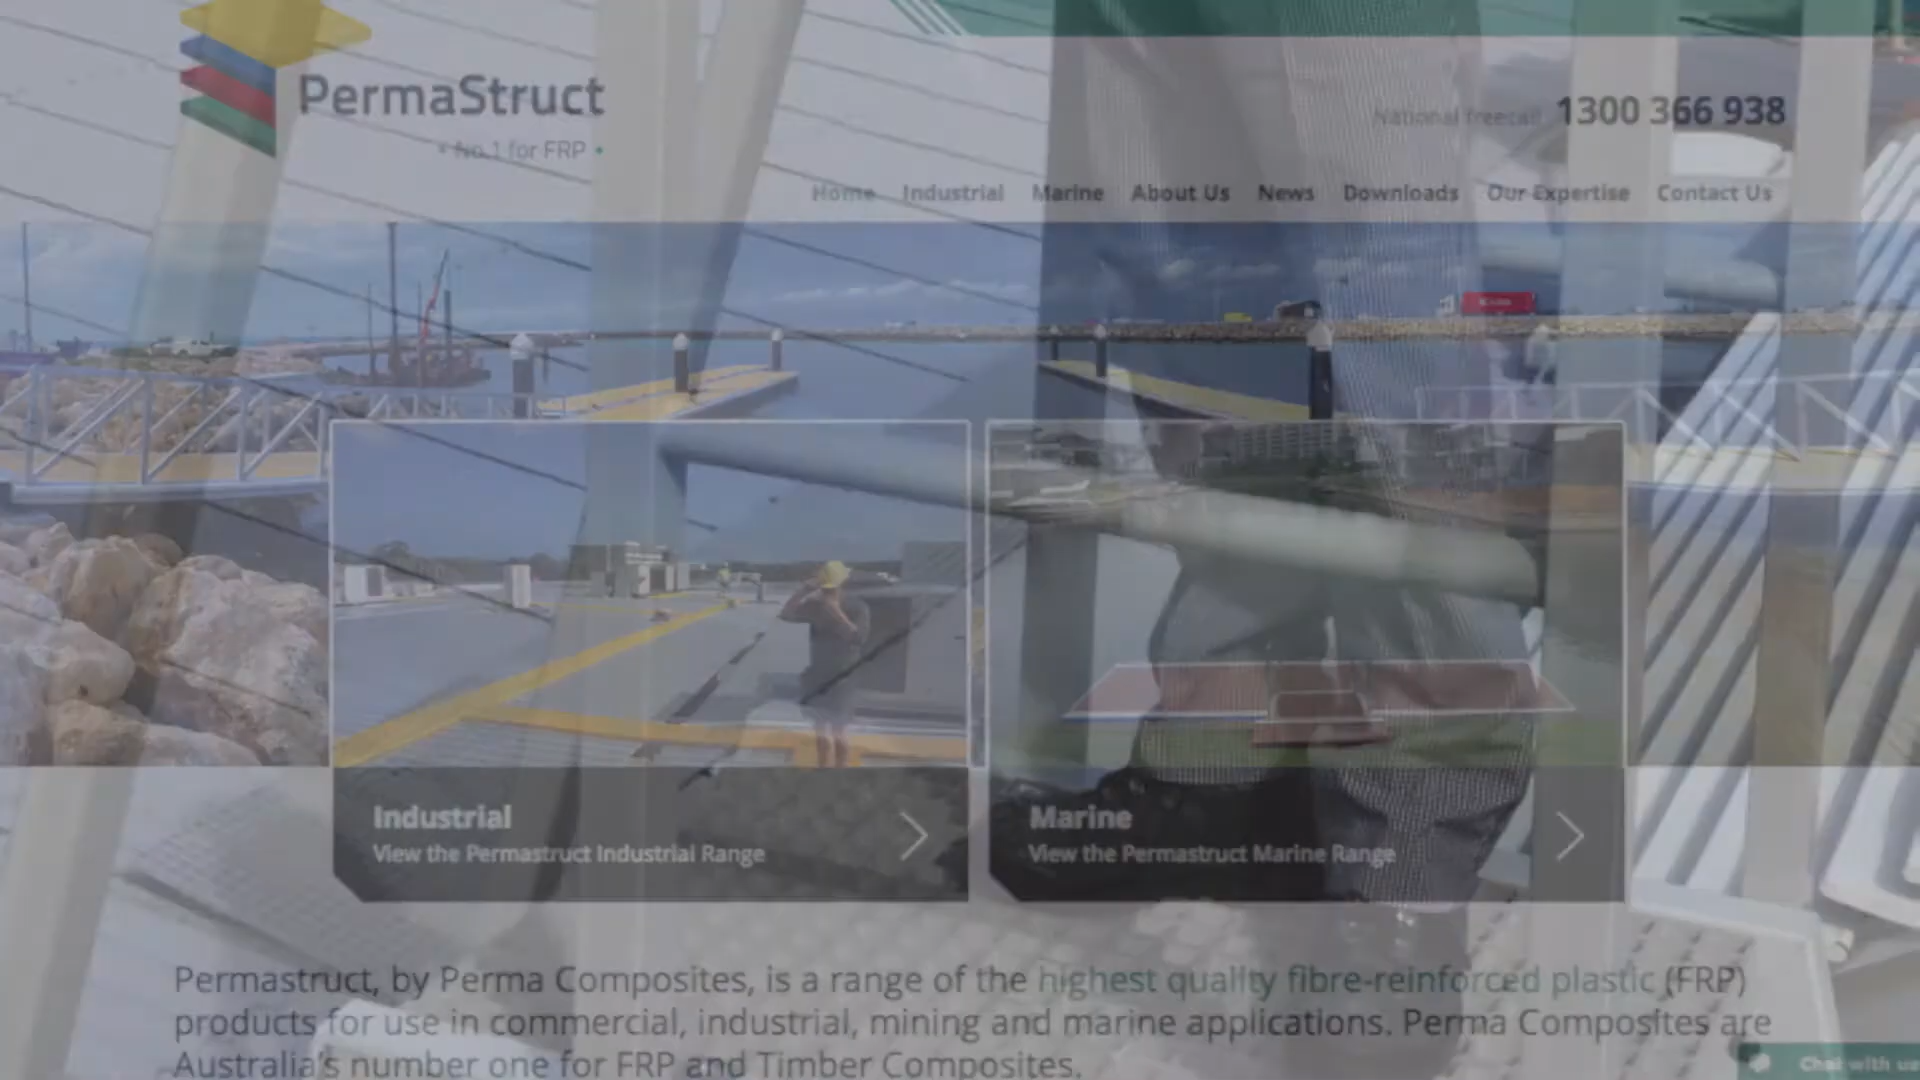 PermaStruct
• No.1 for FRP •
National freecall 1300 366 938
Home Industrial Marine About Us News Downloads Our Expertise Contact Us
Industrial
View the Permastruct Industrial Range
Marine
View the Permastruct Marine Range
Permastruct, by Perma Composites, is a range of the highest quality fibre-reinforced plastic (FRP)
products for use in commercial, industrial, mining and marine applications. Perma Composites are
Australia's number one for FRP and Timber Composites.
Chat with us